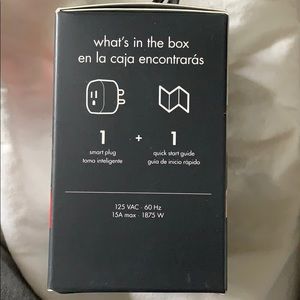 what's in the box
en la caja encontrarás
1 + 1
smart plug quick start guide
toma inteligente guía de inicio rápido
125 VAC · 60 Hz
15A max · 1875 W